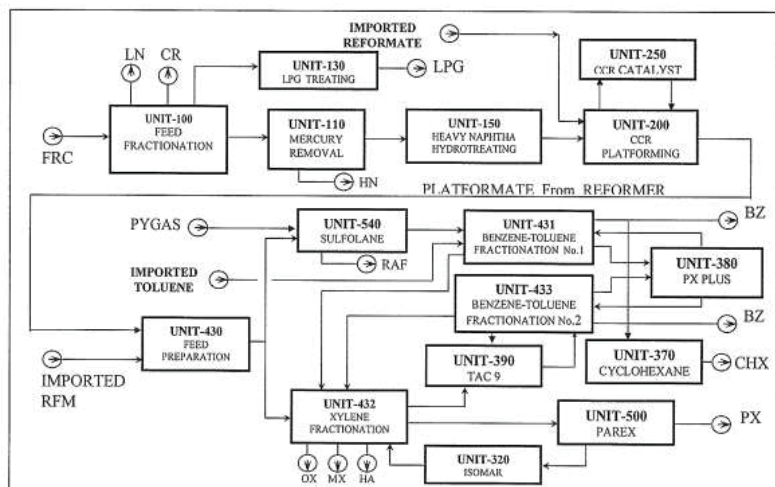 IMPORTED
REFORMATE
LN
CR
UNIT-130
LPG TREATING
LPG
UNIT-250
CCR CATALYST
UNIT-100
FEED
FRACTIONATION
FRC
UNIT-110
MERCURY
REMOVAL
HN
UNIT-150
HEAVY NAPHTHA
HYDROTREATING
UNIT-200
CCR
PLATFORMING
PLATFORMATE From REFORMER
PYGAS
UNIT-540
SULFOLANE
RAF
UNIT-431
BENZENE-TOLUENE
FRACTIONATION No.1
BZ
IMPORTED
TOLUENE
UNIT-433
BENZENE-TOLUENE
FRACTIONATION No.2
UNIT-380
PX PLUS
BZ
UNIT-430
FEED
PREPARATION
IMPORTED
RFM
UNIT-390
TAC 9
UNIT-370
CYCLOHEXANE
CHX
UNIT-432
XYLENE
FRACTIONATION
UNIT-500
PAREX
PX
OX
MX
HA
UNIT-320
ISOMAR